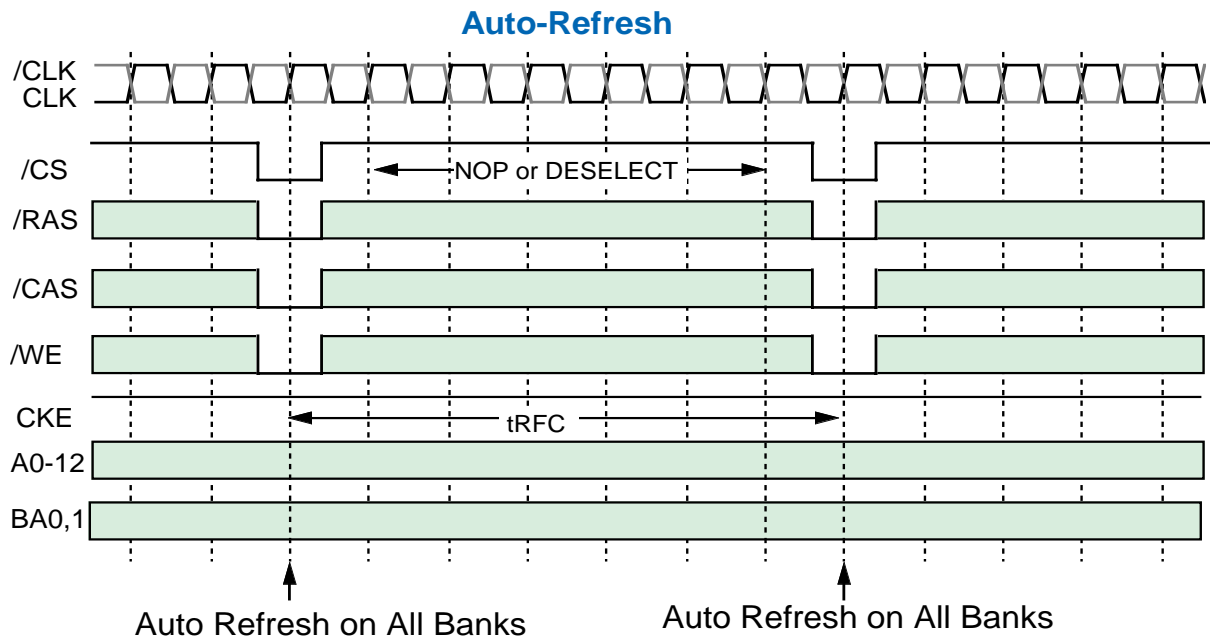 Auto-Refresh
/CLK
CLK
/CS
NOP or DESELECT
/RAS
/CAS
/WE
CKE
tRFC
A0-12
BA0,1
Auto Refresh on All Banks
Auto Refresh on All Banks